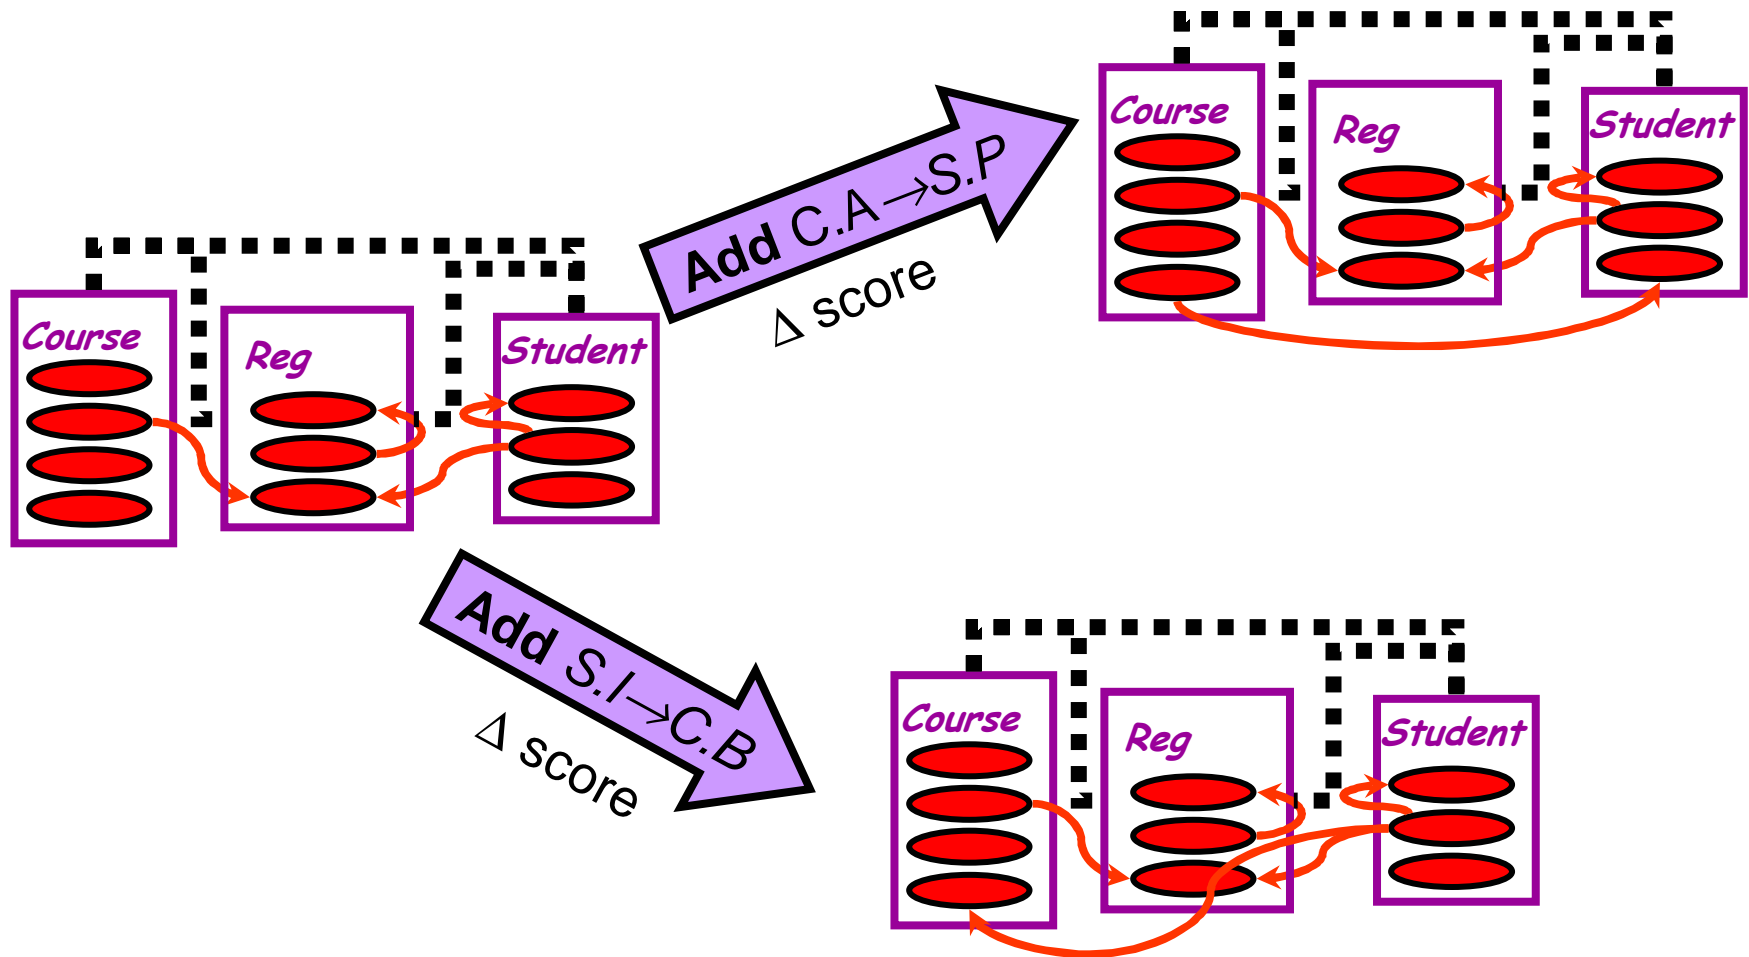 Course
Reg
Student
Add C.A→S.P
Δ score
Course
Reg
Student
Add S.I→C.B
Δ score
Course
Reg
Student